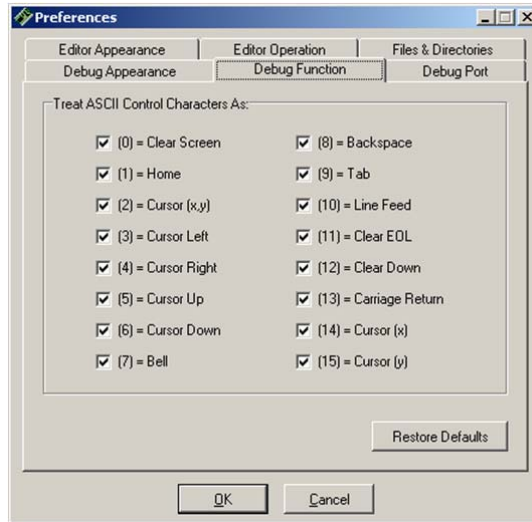 Preferences
Editor Appearance
Editor Operation
Files & Directories
Debug Appearance
Debug Function
Debug Port
Treat ASCII Control Characters As:
(0) = Clear Screen
(1) = Home
(2) = Cursor (x,y)
(3) = Cursor Left
(4) = Cursor Right
(5) = Cursor Up
(6) = Cursor Down
(7) = Bell
(8) = Backspace
(9) = Tab
(10) = Line Feed
(11) = Clear EOL
(12) = Clear Down
(13) = Carriage Return
(14) = Cursor (x)
(15) = Cursor (y)
Restore Defaults
OK
Cancel